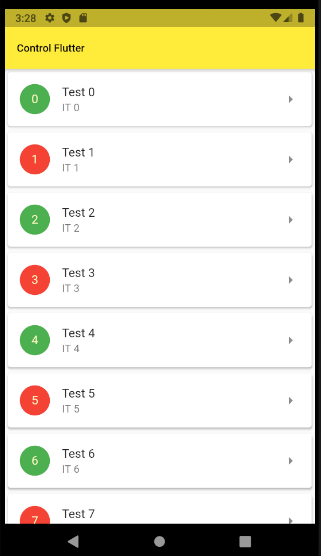 3:28
Control Flutter
0
Test 0
IT 0
1
Test 1
IT 1
2
Test 2
IT 2
3
Test 3
IT 3
4
Test 4
IT 4
5
Test 5
IT 5
6
Test 6
IT 6
7
Test 7